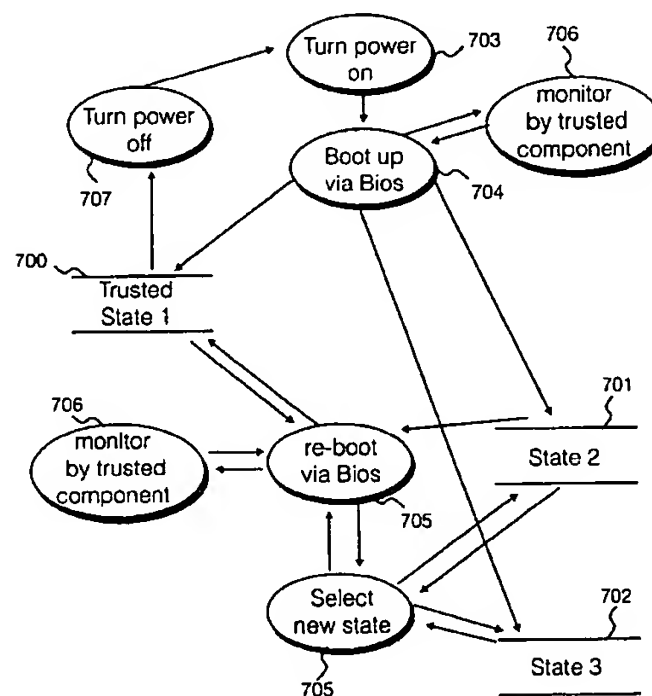 Turn power
on
703
706
monitor
by trusted
component
Turn power
off
707
Boot up
via Bios
704
700
Trusted
State 1
706
monitor
by trusted
component
re-boot
via Bios
705
701
State 2
Select
new state
705
702
State 3